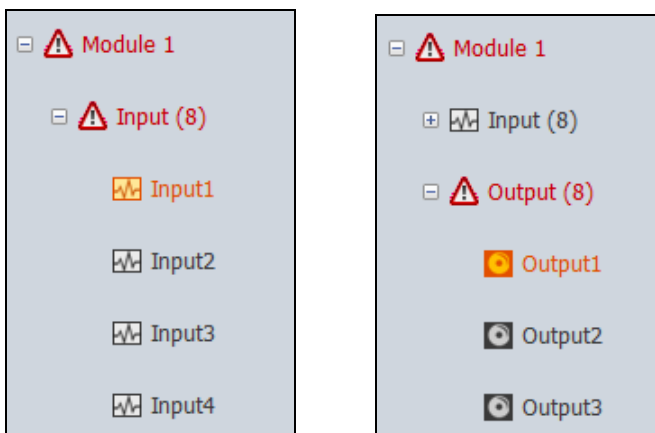 Module 1
Input (8)
Input1
Input2
Input3
Input4
Module 1
Input (8)
Output (8)
Output1
Output2
Output3